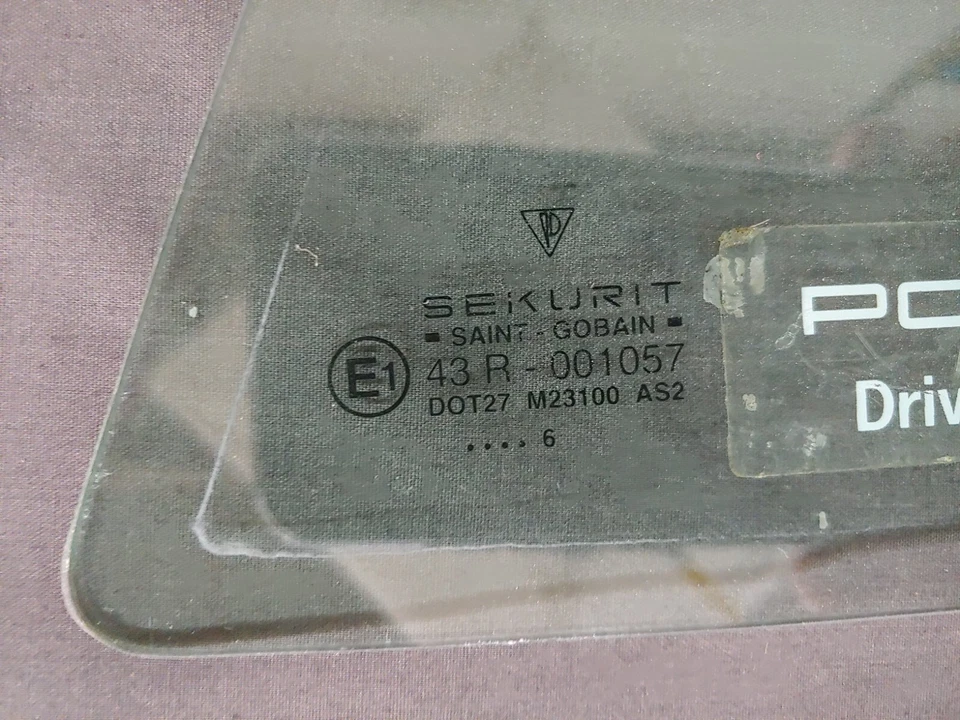 SEKURIT
SAINT-GOBAIN
E1
43 R - 001057
DOT27 M23100 AS2
.... 6
PO
Driv